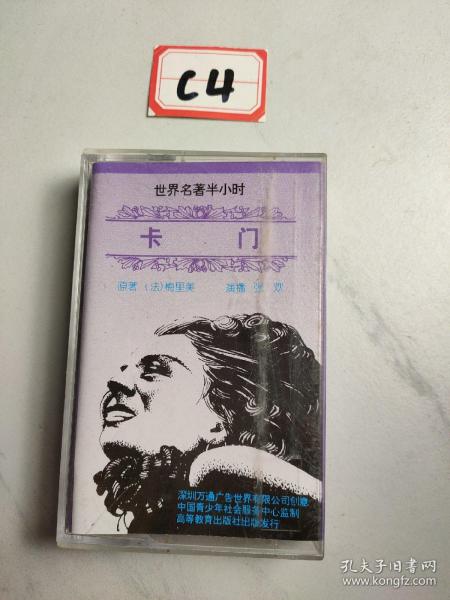 C4
世界名著半小时
卡门
原著（法）梅里美 演播 张欢
深圳万通广告世界有限公司创意
中国青少年社会服务中心监制
高等教育出版社出版发行
孔夫子旧书网
www.kongfz.com